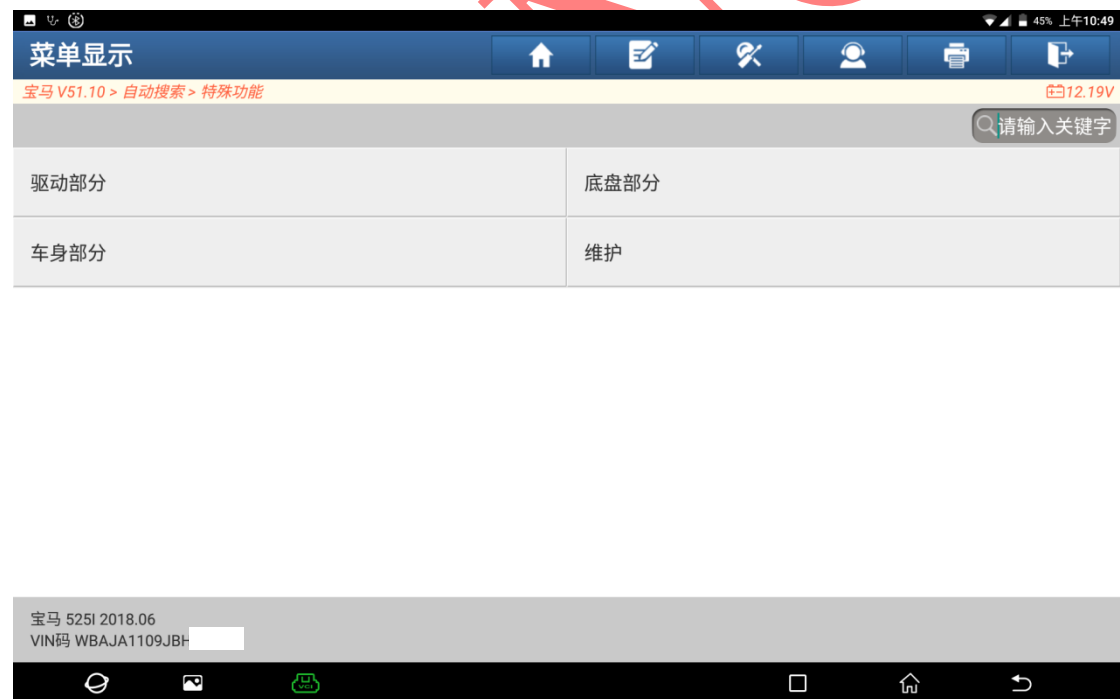 45% 上午10:49
菜单显示
宝马 V51.10 > 自动搜索 > 特殊功能
12.19V
请输入关键字
驱动部分
底盘部分
车身部分
维护
宝马 525I 2018.06
VIN码 WBAJA1109JBH
VCI